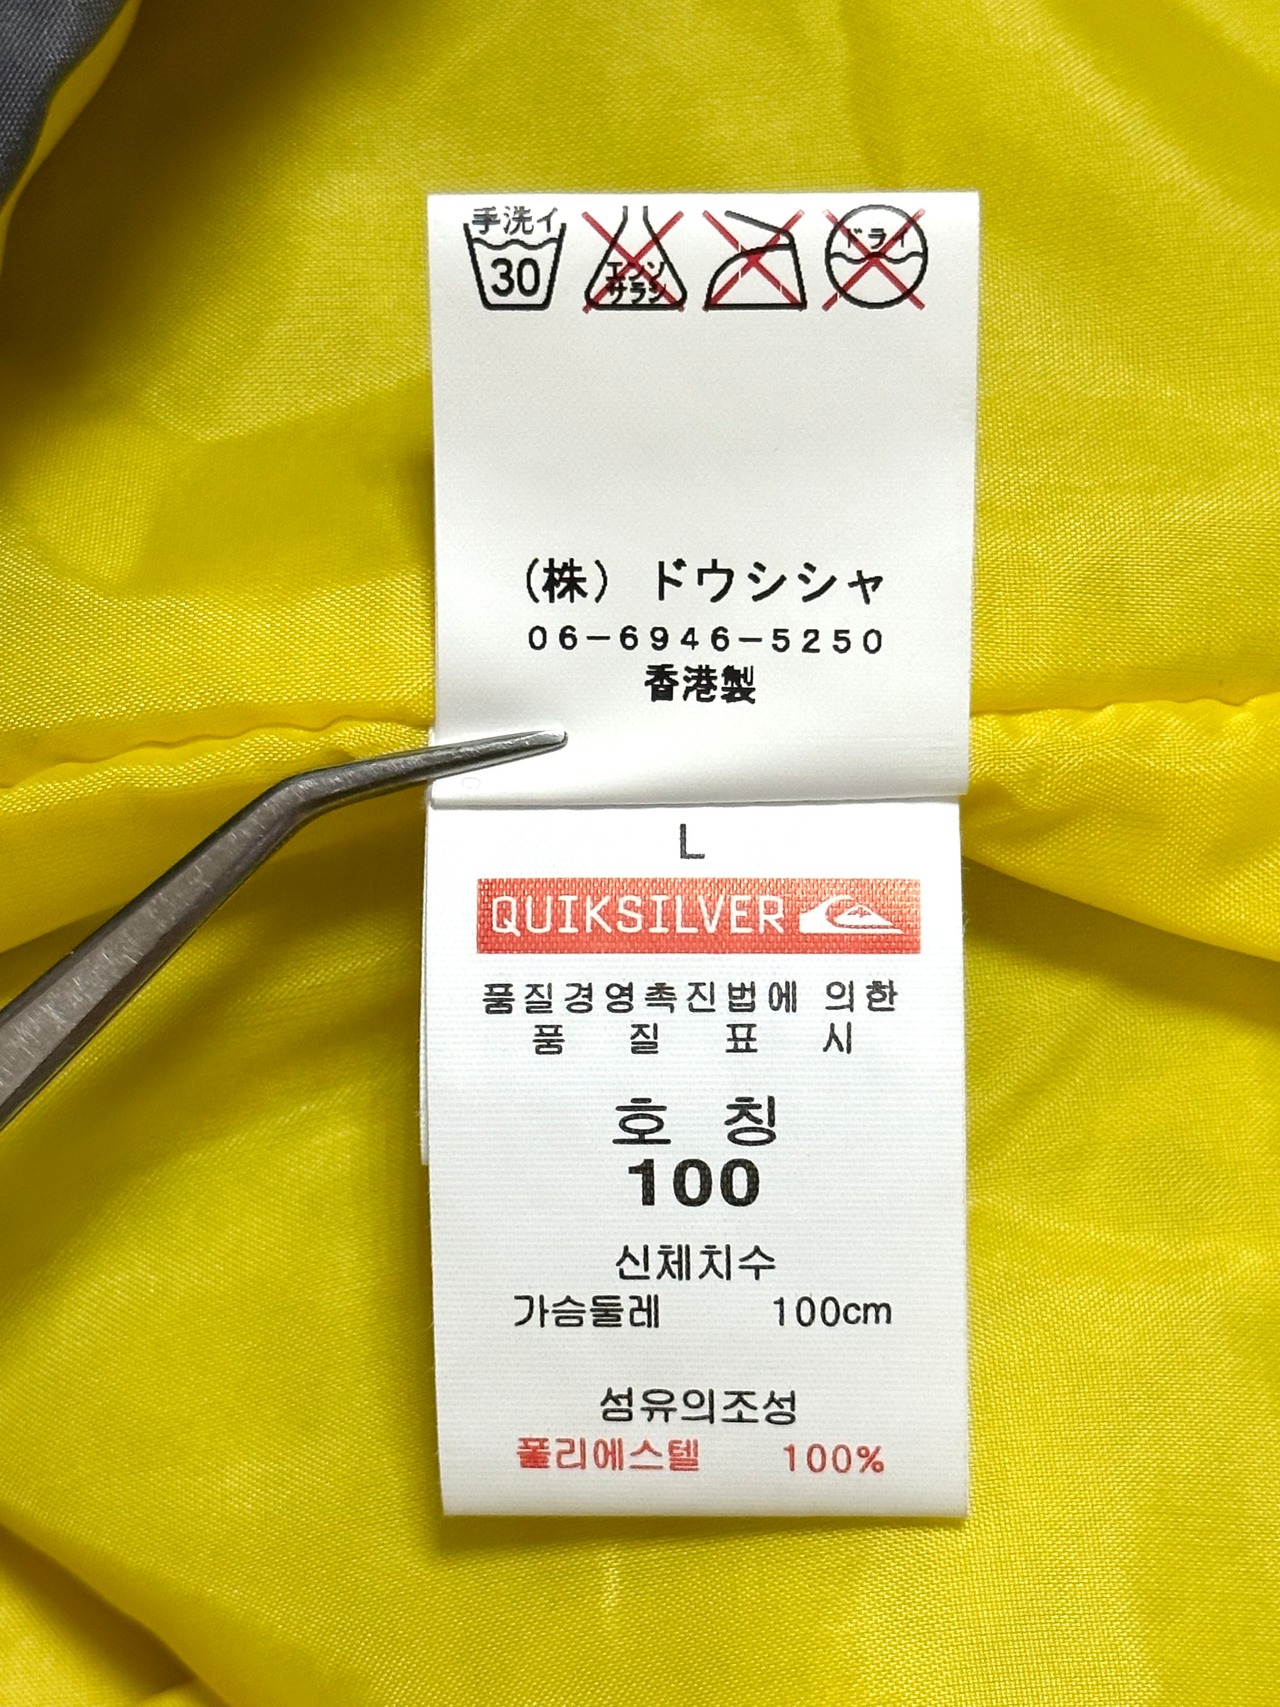 手洗イ
30
エンソ
サラシ
ドライ
(株) ドウシシャ
06-6946-5250
香港製
L
QUIKSILVER
품질경영촉진법에 의한
품 질 표 시
호 칭
100
신체치수
가슴둘레 100cm
섬유의조성
폴리에스텔 100%